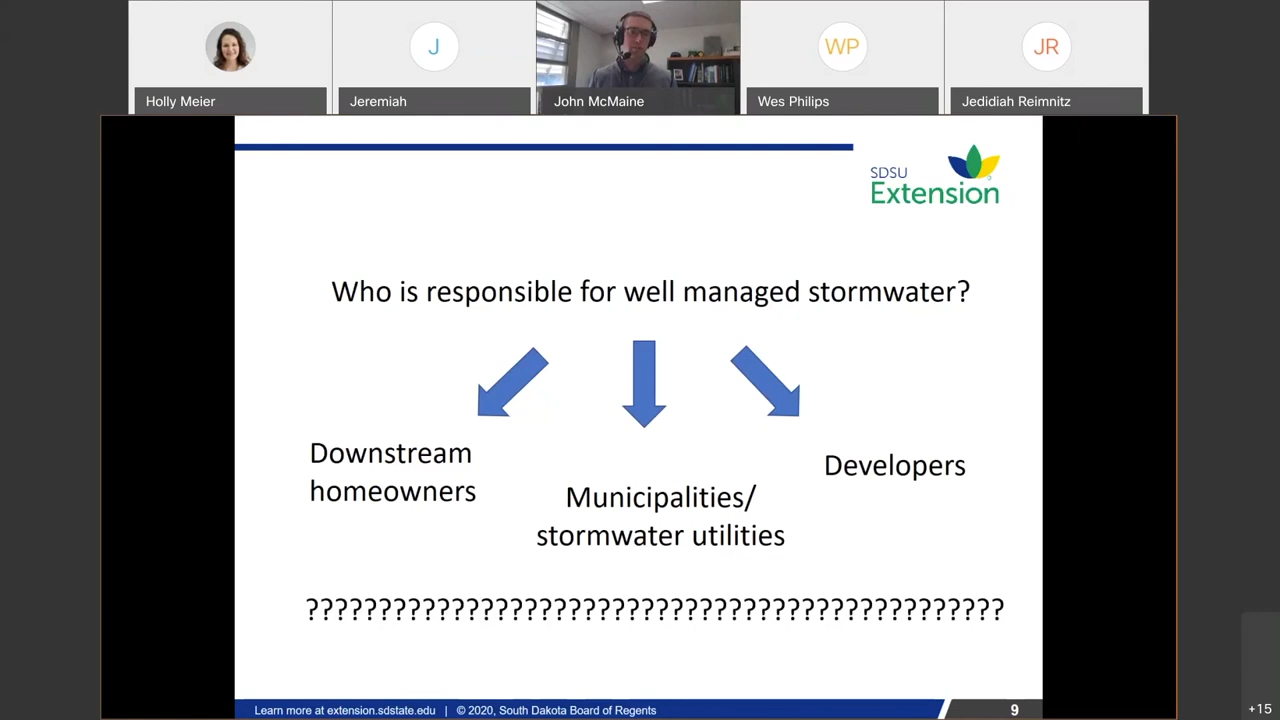 J
WP
JR
Holly Meier
Jeremiah
John McMaine
Wes Philips
Jedidiah Reimnitz
SDSU
Extension
Who is responsible for well managed stormwater?
Downstream
homeowners
Municipalities/
stormwater utilities
Developers
????????????????????????????????????????????????
Learn more at extension.sdstate.edu | © 2020, South Dakota Board of Regents
9
+15